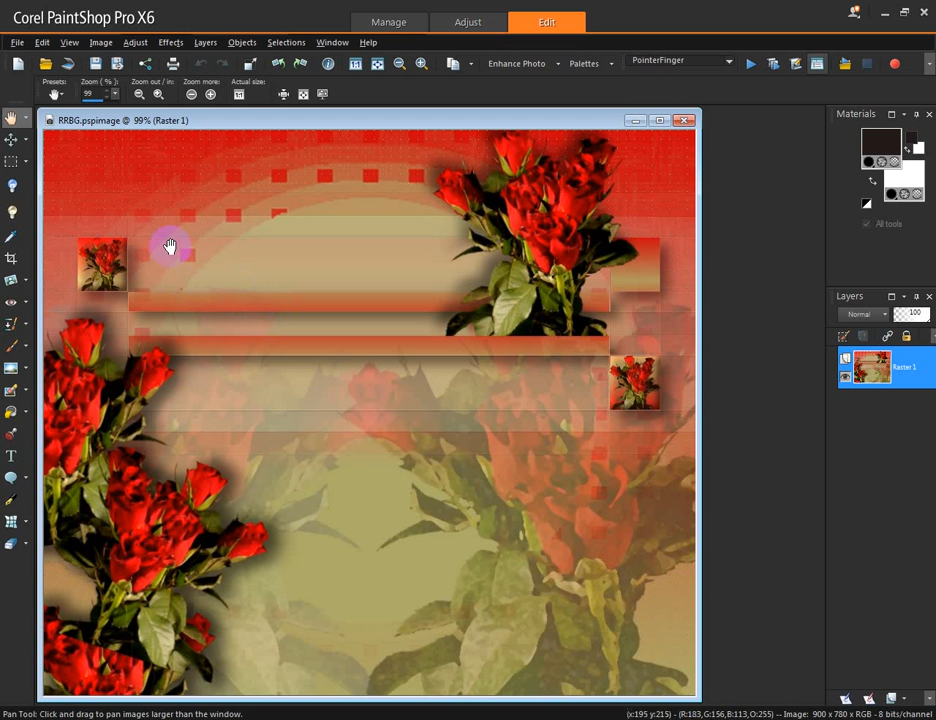 Corel PaintShop Pro X6
Manage
Adjust
Edit
File Edit View Image Adjust Effects Layers Objects Selections Window Help
Enhance Photo
Palettes
PointerFinger
Presets: Zoom ( % ): Zoom out / in: Zoom more: Actual size:
99
RRBG.pspimage @ 99% (Raster 1)
Materials
All tools
Layers
Normal
100
Raster 1
Pan Tool: Click and drag to pan images larger than the window.
(x:195 y:215) - (R:183,G:156,B:113,O:255) -- Image: 900 x 780 x RGB - 8 bits/channel